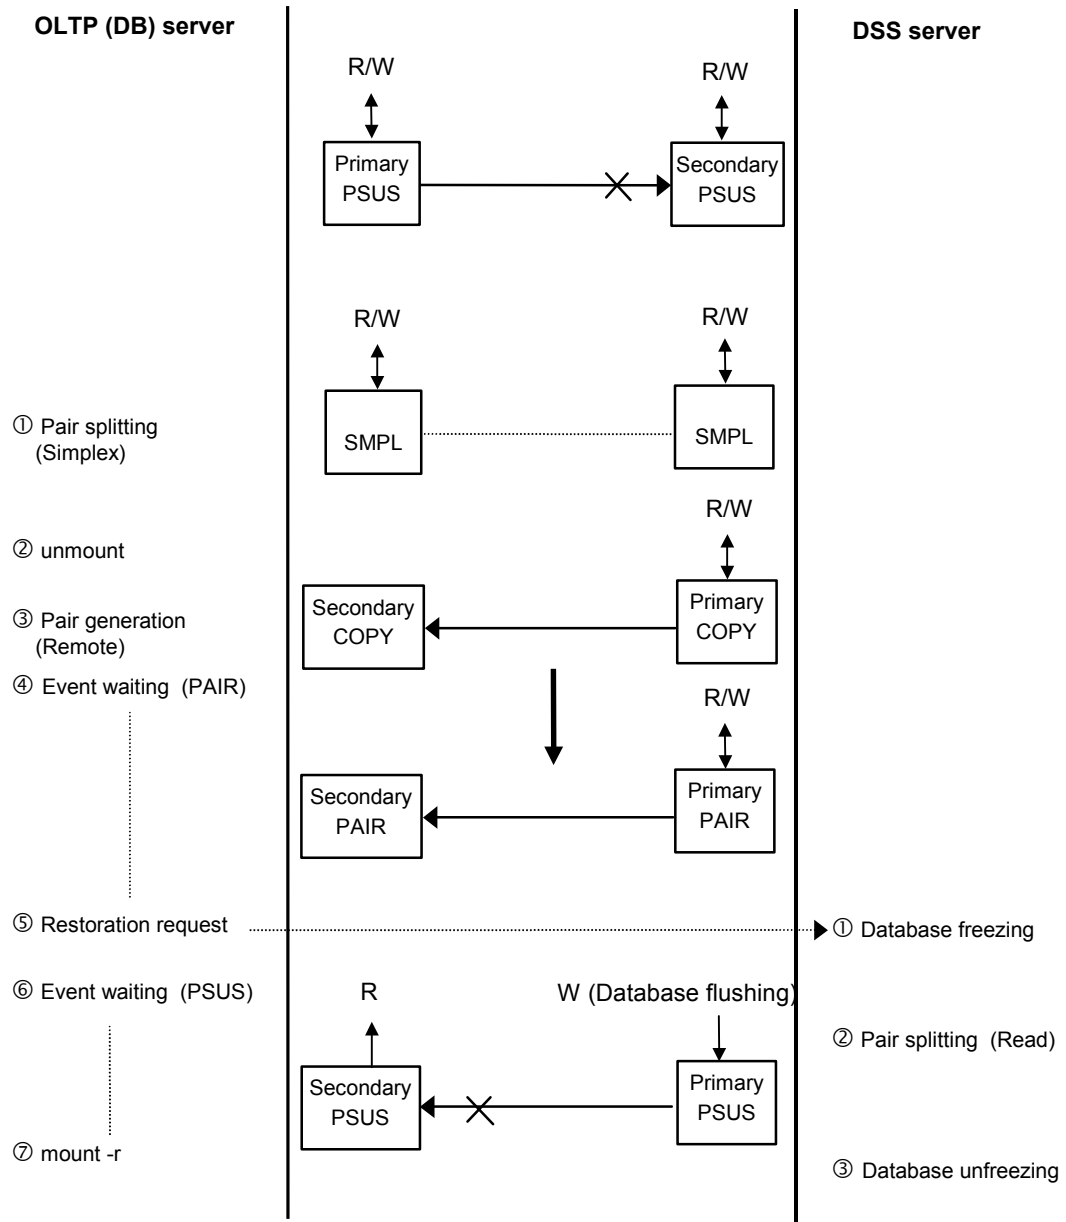 OLTP (DB) server
DSS server
R/W
R/W
Primary
PSUS
Secondary
PSUS
R/W
R/W
① Pair splitting
(Simplex)
SMPL
SMPL
R/W
② unmount
③ Pair generation
(Remote)
Secondary
COPY
Primary
COPY
④ Event waiting (PAIR)
R/W
Secondary
PAIR
Primary
PAIR
⑤ Restoration request
① Database freezing
⑥ Event waiting (PSUS)
R
W (Database flushing)
② Pair splitting (Read)
Secondary
PSUS
Primary
PSUS
⑦ mount -r
③ Database unfreezing